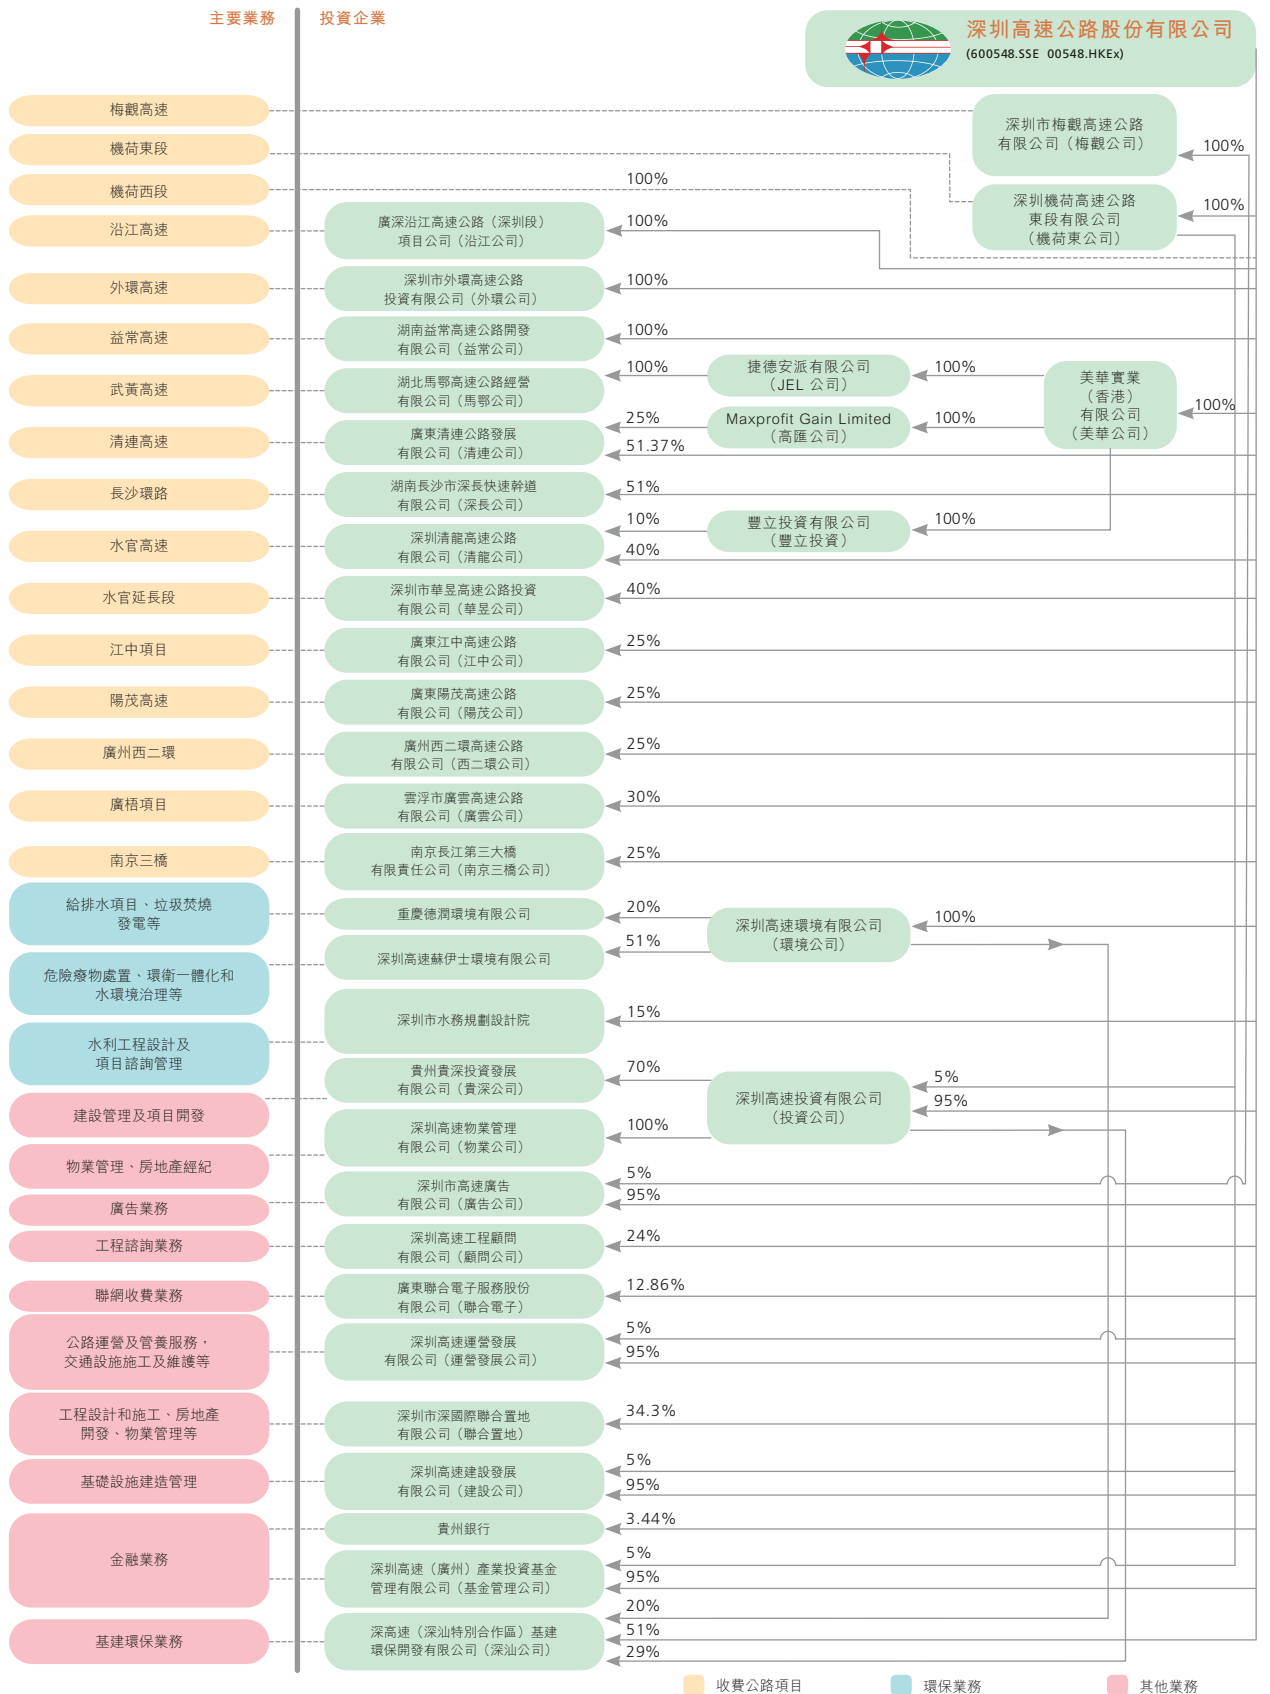 主要業務
投資企業
深圳高速公路股份有限公司
(600548.SSE 00548.HKEx)
梅觀高速
深圳市梅觀高速公路
有限公司（梅觀公司）
100%
機荷東段
機荷西段
100%
深圳機荷高速公路
東段有限公司
（機荷東公司）
100%
沿江高速
廣深沿江高速公路（深圳段）
項目公司（沿江公司）
100%
外環高速
深圳市外環高速公路
投資有限公司（外環公司）
100%
益常高速
湖南益常高速公路開發
有限公司（益常公司）
100%
武黃高速
湖北馬鄂高速公路經營
有限公司（馬鄂公司）
100%
捷德安派有限公司
（JEL 公司）
100%
美華實業
（香港）
有限公司
（美華公司）
100%
清連高速
廣東清連公路發展
有限公司（清連公司）
25%
51.37%
Maxprofit Gain Limited
（高匯公司）
100%
長沙環路
湖南長沙市深長快速幹道
有限公司（深長公司）
51%
水官高速
深圳清龍高速公路
有限公司（清龍公司）
10%
40%
豐立投資有限公司
（豐立投資）
100%
水官延長段
深圳市華昱高速公路投資
有限公司（華昱公司）
40%
江中項目
廣東江中高速公路
有限公司（江中公司）
25%
陽茂高速
廣東陽茂高速公路
有限公司（陽茂公司）
25%
廣州西二環
廣州西二環高速公路
有限公司（西二環公司）
25%
廣梧項目
雲浮市廣雲高速公路
有限公司（廣雲公司）
30%
南京三橋
南京長江第三大橋
有限責任公司（南京三橋公司）
25%
給排水項目、垃圾焚燒
發電等
重慶德潤環境有限公司
20%
深圳高速環境有限公司
（環境公司）
100%
危險廢物處置、環衛一體化和
水環境治理等
深圳高速蘇伊士環境有限公司
51%
水利工程設計及
項目諮詢管理
深圳市水務規劃設計院
15%
建設管理及項目開發
貴州貴深投資發展
有限公司（貴深公司）
70%
深圳高速投資有限公司
（投資公司）
5%
95%
物業管理、房地產經紀
深圳高速物業管理
有限公司（物業公司）
100%
廣告業務
深圳市高速廣告
有限公司（廣告公司）
5%
95%
工程諮詢業務
深圳高速工程顧問
有限公司（顧問公司）
24%
聯網收費業務
廣東聯合電子服務股份
有限公司（聯合電子）
12.86%
公路運營及管養服務，
交通設施施工及維護等
深圳高速運營發展
有限公司（運營發展公司）
5%
95%
工程設計和施工、房地產
開發、物業管理等
深圳市深國際聯合置地
有限公司（聯合置地）
34.3%
基礎設施建造管理
深圳高速建設發展
有限公司（建設公司）
5%
95%
金融業務
貴州銀行
3.44%
深圳高速（廣州）產業投資基金
管理有限公司（基金管理公司）
5%
95%
基建環保業務
深高速（深汕特別合作區）基建
環保開發有限公司（深汕公司）
20%
51%
29%
收費公路項目
環保業務
其他業務